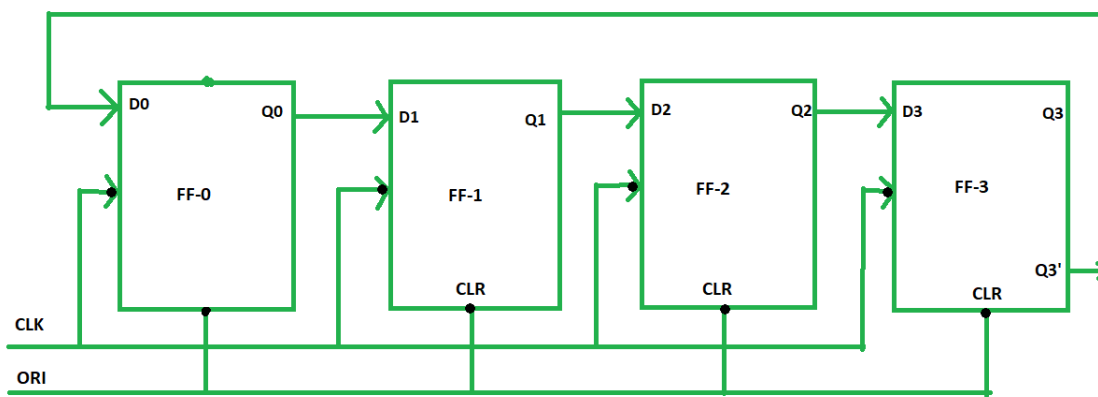 D0 Q0 D1 Q1 D2 Q2 D3 Q3
FF-0 FF-1 FF-2 FF-3
Q3'
CLR CLR CLR
CLK
ORI